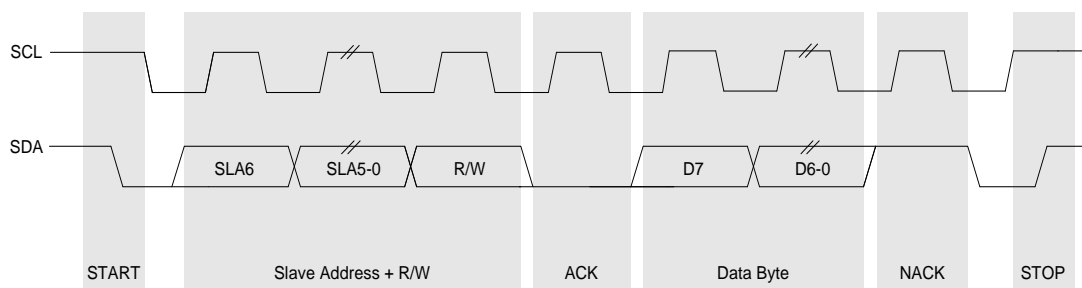 SCL
SDA
SLA6 SLA5-0 R/W D7 D6-0
START Slave Address + R/W ACK Data Byte NACK STOP